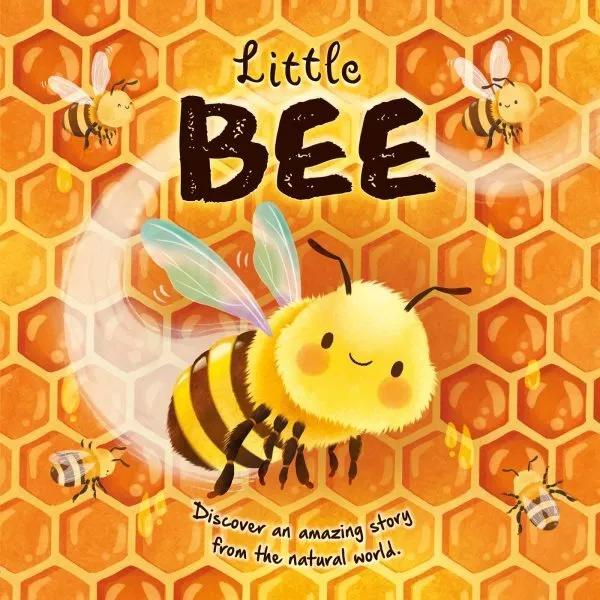 Little
BEE
Discover an amazing story
from the natural world.